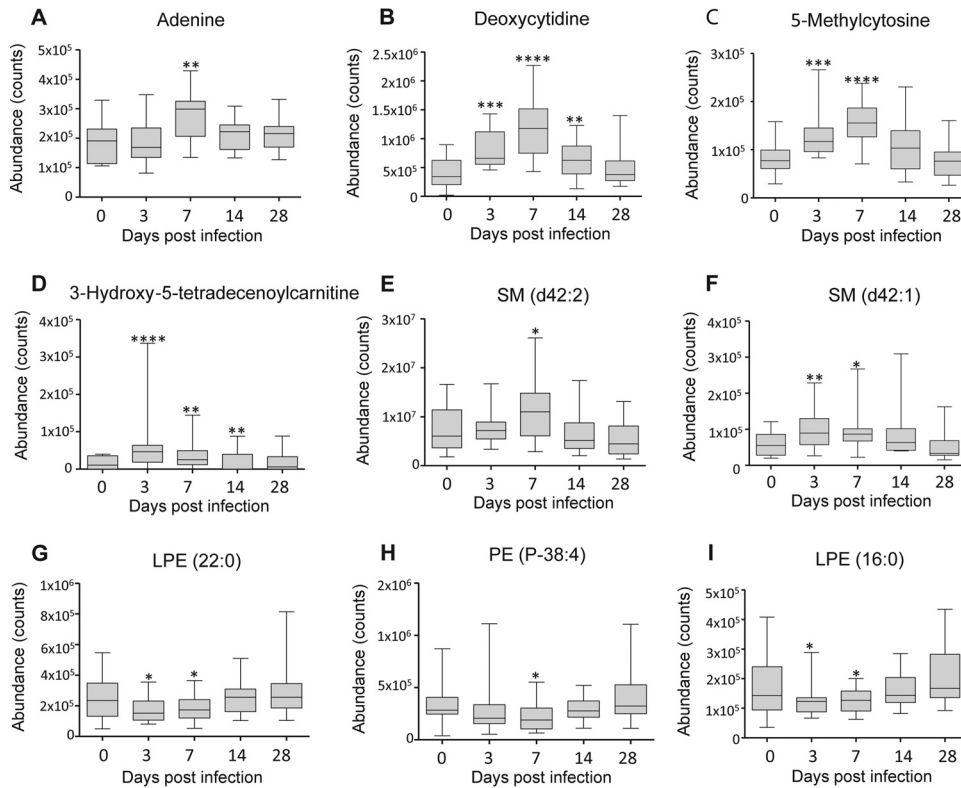 A Adenine
Abundance (counts)
5x10⁵
4x10⁵
3x10⁵
2x10⁵
1x10⁵
0
**
0 3 7 14 28
Days post infection
B Deoxycytidine
Abundance (counts)
2.5x10⁶
2x10⁶
1.5x10⁶
1x10⁶
5x10⁵
0
*** **** **
0 3 7 14 28
Days post infection
C 5-Methylcytosine
Abundance (counts)
3x10⁵
2x10⁵
1x10⁵
0
*** ****
0 3 7 14 28
Days post infection
D 3-Hydroxy-5-tetradecenoylcarnitine
Abundance (counts)
4x10⁵
3x10⁵
2x10⁵
1x10⁵
0
**** ** **
0 3 7 14 28
Days post infection
E SM (d42:2)
Abundance (counts)
3x10⁷
2x10⁷
1x10⁷
0
*
0 3 7 14 28
Days post infection
F SM (d42:1)
Abundance (counts)
4x10⁵
3x10⁵
2x10⁵
1x10⁵
0
** *
0 3 7 14 28
Days post infection
G LPE (22:0)
Abundance (counts)
1x10⁶
8x10⁵
6x10⁵
4x10⁵
2x10⁵
0
* *
0 3 7 14 28
Days post infection
H PE (P-38:4)
Abundance (counts)
2x10⁶
1x10⁶
5x10⁵
0
*
0 3 7 14 28
Days post infection
I LPE (16:0)
Abundance (counts)
5x10⁵
4x10⁵
3x10⁵
2x10⁵
1x10⁵
0
* *
0 3 7 14 28
Days post infection